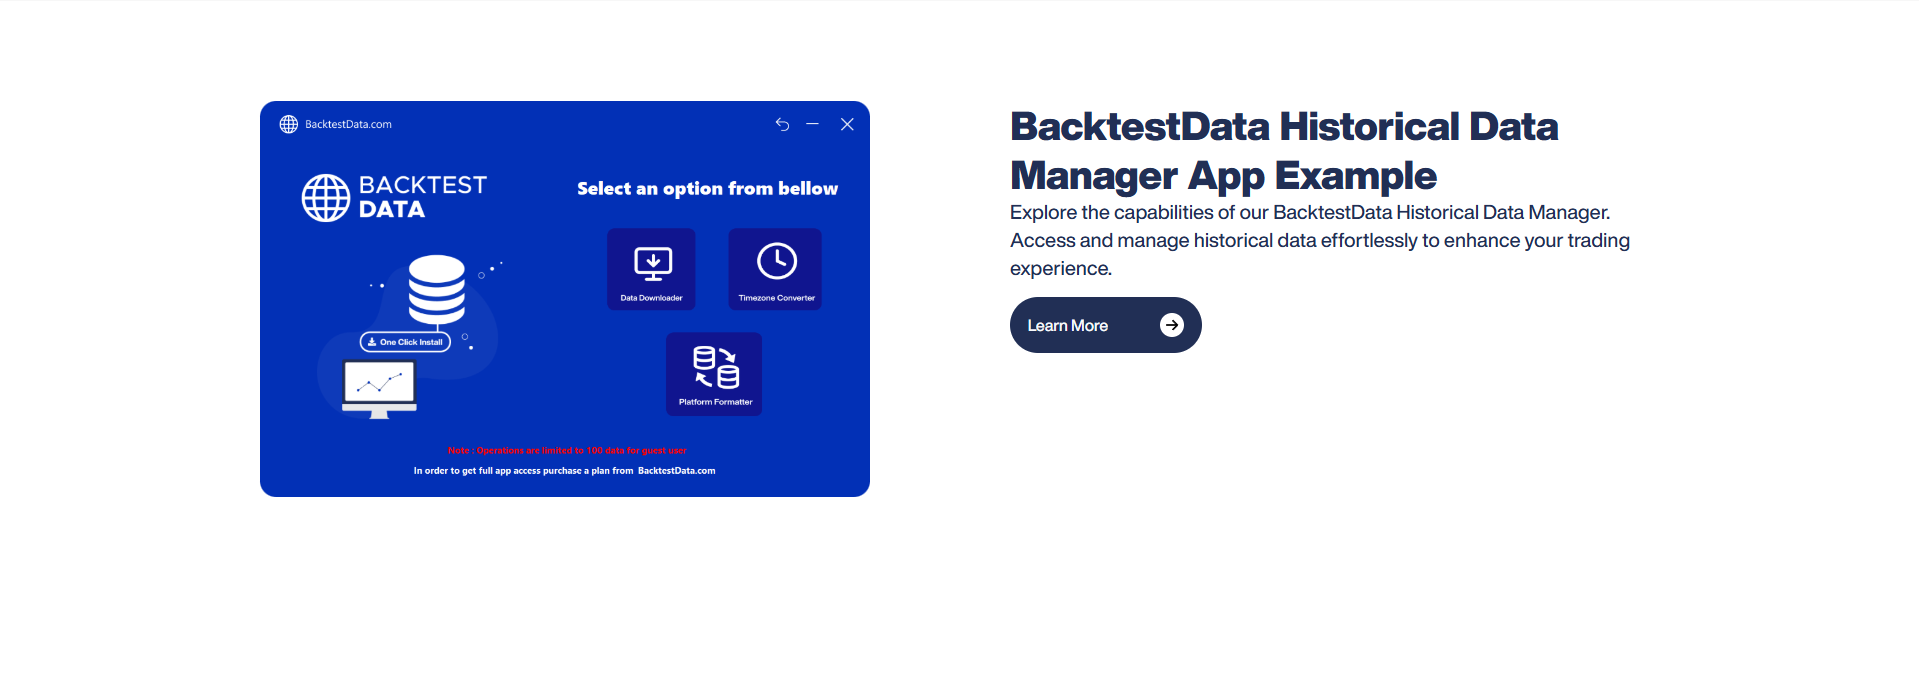 BacktestData.com
BACKTEST
DATA
Select an option from bellow
Data Downloader
Timezone Converter
One Click Install
Platform Formatter
Note : Operations are limited to 100 data for guest user
In order to get full app access purchase a plan from BacktestData.com
BacktestData Historical Data
Manager App Example
Explore the capabilities of our BacktestData Historical Data Manager.
Access and manage historical data effortlessly to enhance your trading
experience.
Learn More